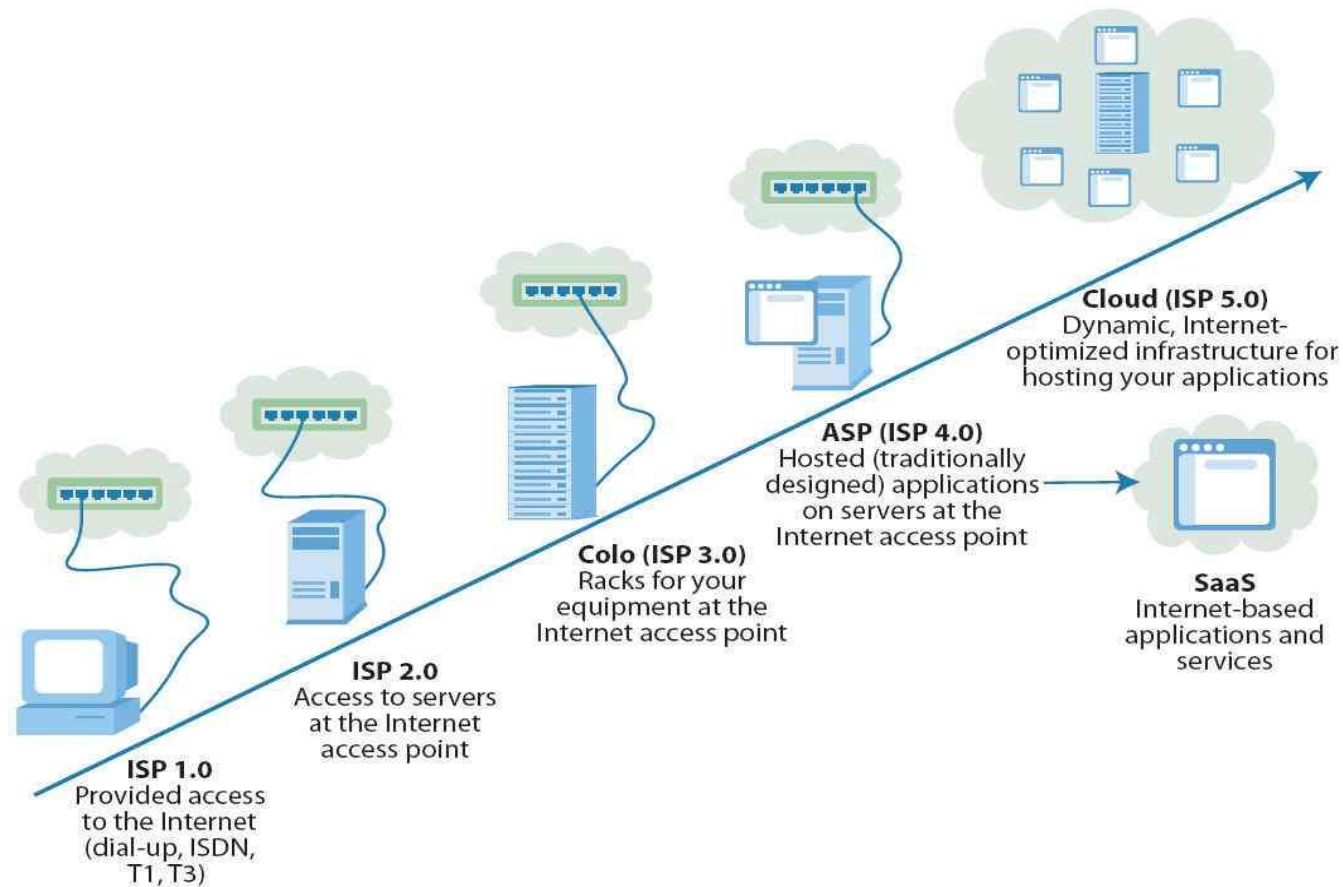 ISP 1.0
Provided access
to the Internet
(dial-up, ISDN,
T1, T3)
ISP 2.0
Access to servers
at the Internet
access point
Colo (ISP 3.0)
Racks for your
equipment at the
Internet access point
ASP (ISP 4.0)
Hosted (traditionally
designed) applications
on servers at the
Internet access point
Cloud (ISP 5.0)
Dynamic, Internet-
optimized infrastructure for
hosting your applications
SaaS
Internet-based
applications and
services